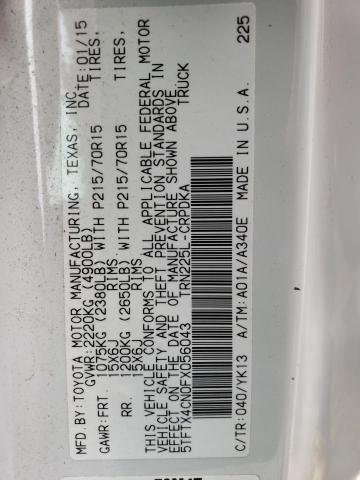 MFD.BY:TOYOTA MOTOR MANUFACTURING, TEXAS, INC.
GVWR:2220KG (4900LB) DATE:01/15
GAWR:FRT. 1075KG (2380LB) WITH P215/70R15 TIRES,
15X6J RIMS,
RR. 1200KG (2650LB) WITH P215/70R15 TIRES,
15X6J RIMS
THIS VEHICLE CONFORMS TO ALL APPLICABLE FEDERAL MOTOR
VEHICLE SAFETY AND THEFT PREVENTION STANDARDS IN
EFFECT ON THE DATE OF MANUFACTURE SHOWN ABOVE.
5TFTX4CN0FX056043 TRN225L-CRPDKA TRUCK
C/TR:040/YK13 A/TM:A01A/A340E MADE IN U.S.A. 225